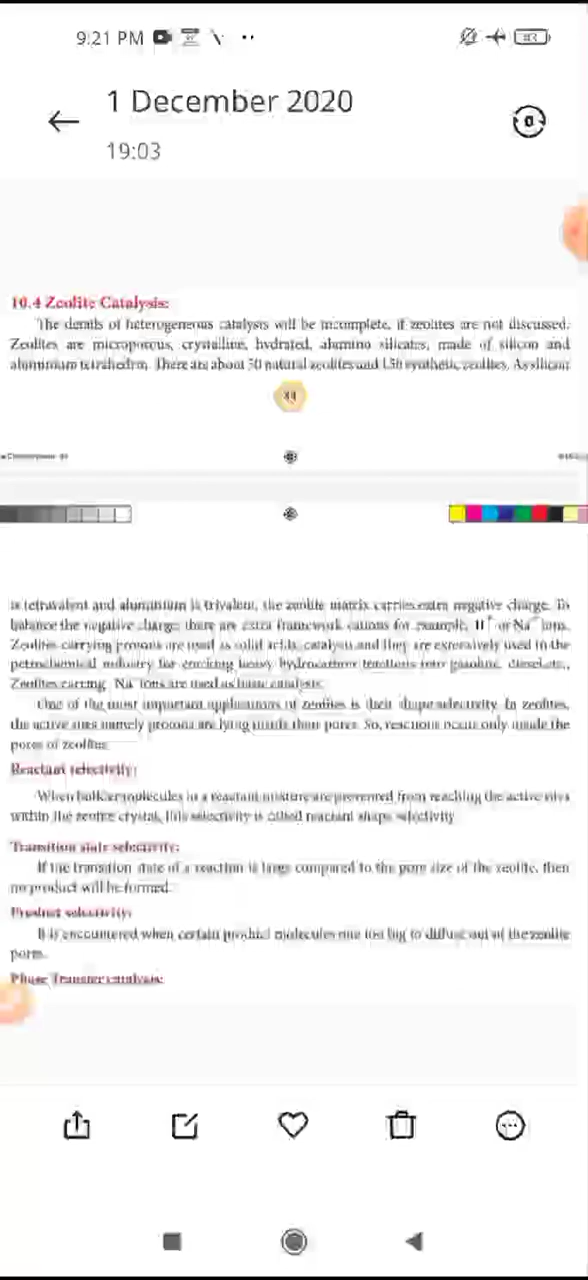 9:21 PM
1 December 2020
19:03
10.4 Zeolite Catalysis:
The details of heterogeneous catalysis will be incomplete, if zeolites are not discussed.
Zeolites are microporous, crystalline, hydrated, alumino silicates, made of silicon and
aluminium tetrahedron. There are about 50 natural zeolites and 150 synthetic zeolites. As silicon
is tetravalent and aluminium is trivalent, the zeolite matrix carries extra negative charge. To
balance the negative charge, there are extra framework cations for example, H+ or Na+ ions.
Zeolites carrying protons are used as solid acids, catalysis and they are extensively used in the
petrochemical industry for cracking heavy hydrocarbon fractions into gasoline, diesel, etc.,
Zeolites carring Na+ ions are used as basic catalysis.
One of the most important applications of zeolites is their shape selectivity. In zeolites,
the active sites namely protons are lying inside their pores. So, reactions occur only inside the
pores of zeolites.
Reactant selectivity:
When bulkier molecules in a reactant mixture are prevented from reaching the active sites
within the zeolite crystal, this selectivity is called reactant shape selectivity.
Transition state selectivity:
If the transition state of a reaction is large compared to the pore size of the zeolite, then
no product will be formed.
Product selectivity:
It is encountered when certain product molecules are too big to diffuse out of the zeolite
pores.
Phase Transfer catalysis: